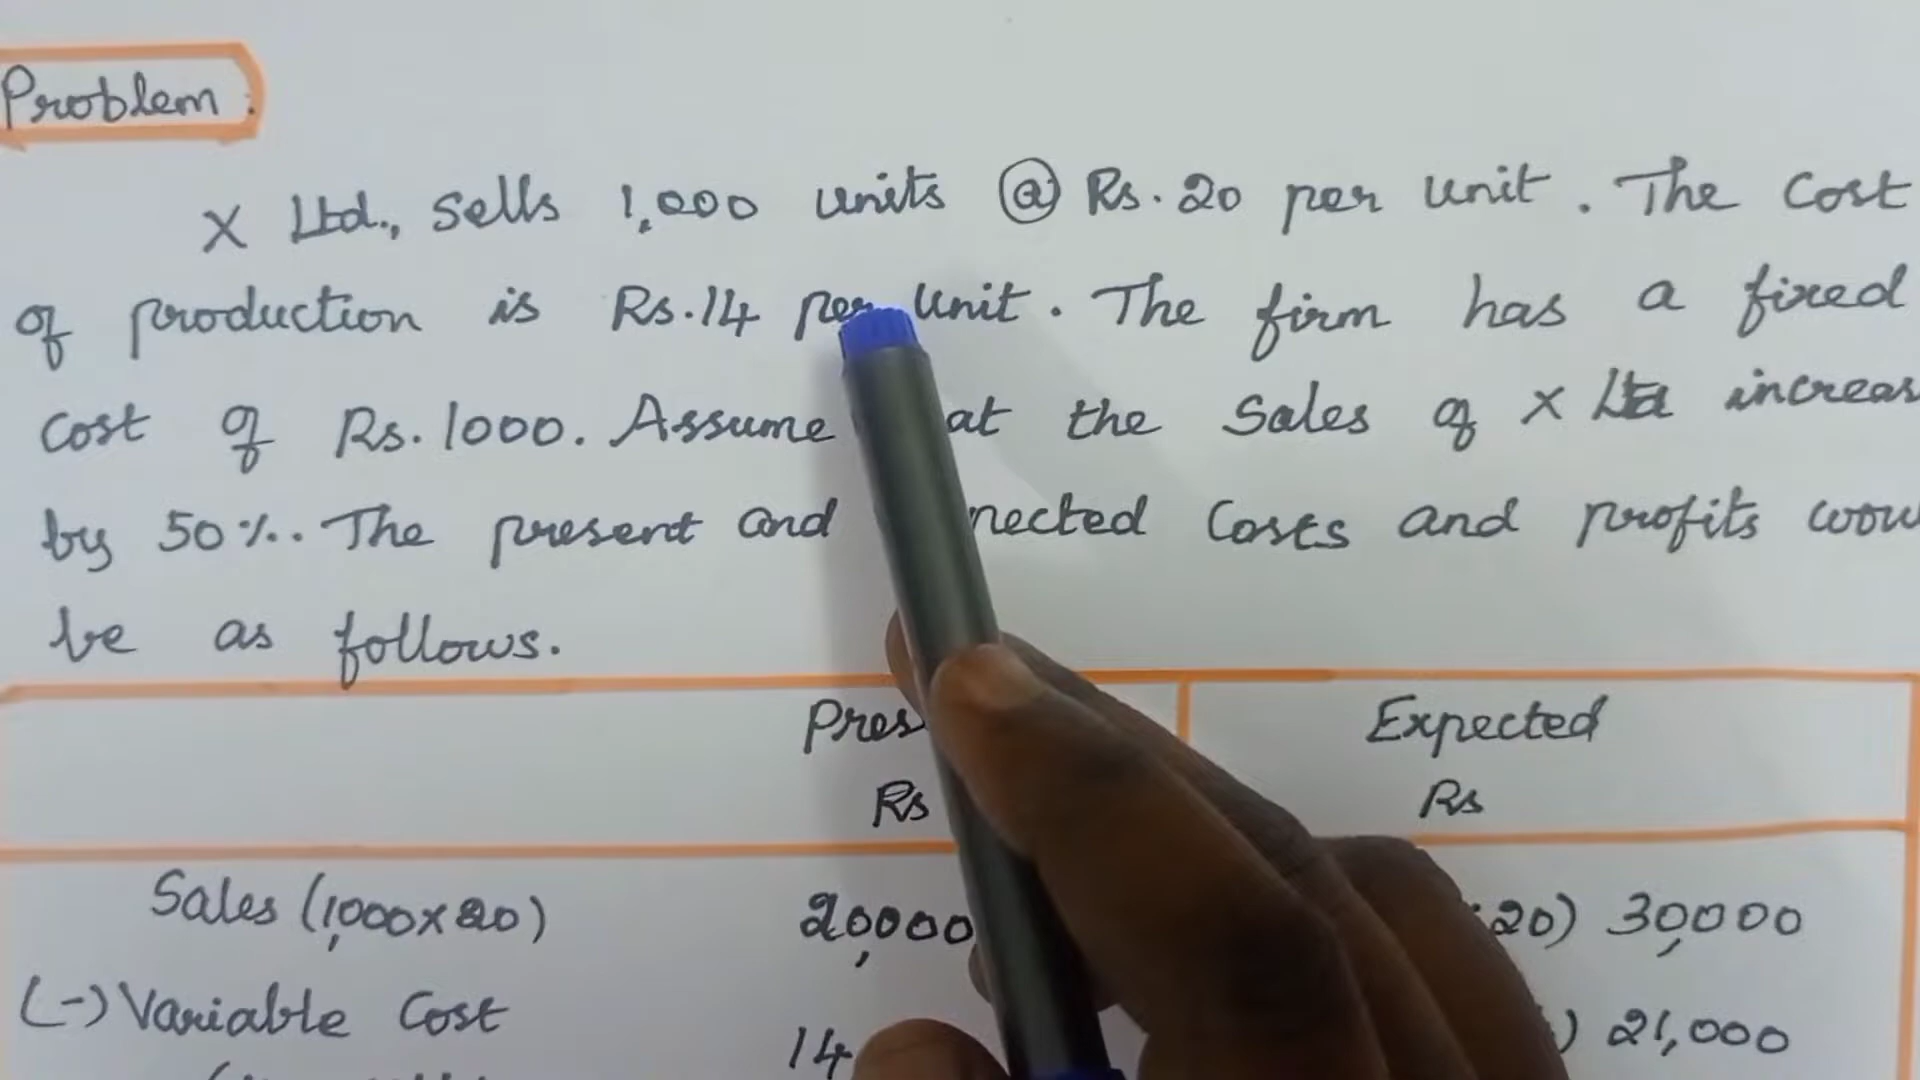 Problem:
X Ltd., sells 1,000 units @ Rs. 20 per unit. The Cost
of production is Rs. 14 per unit. The firm has a fixed
cost of Rs. 1000. Assume at the Sales of X Ltd increas
by 50%. The present and nected Costs and profits wou
be as follows.
Pres Expected
Rs Rs
Sales (1,000x20) 20,000 20) 30,000
(-) Variable Cost 14 ) 21,000